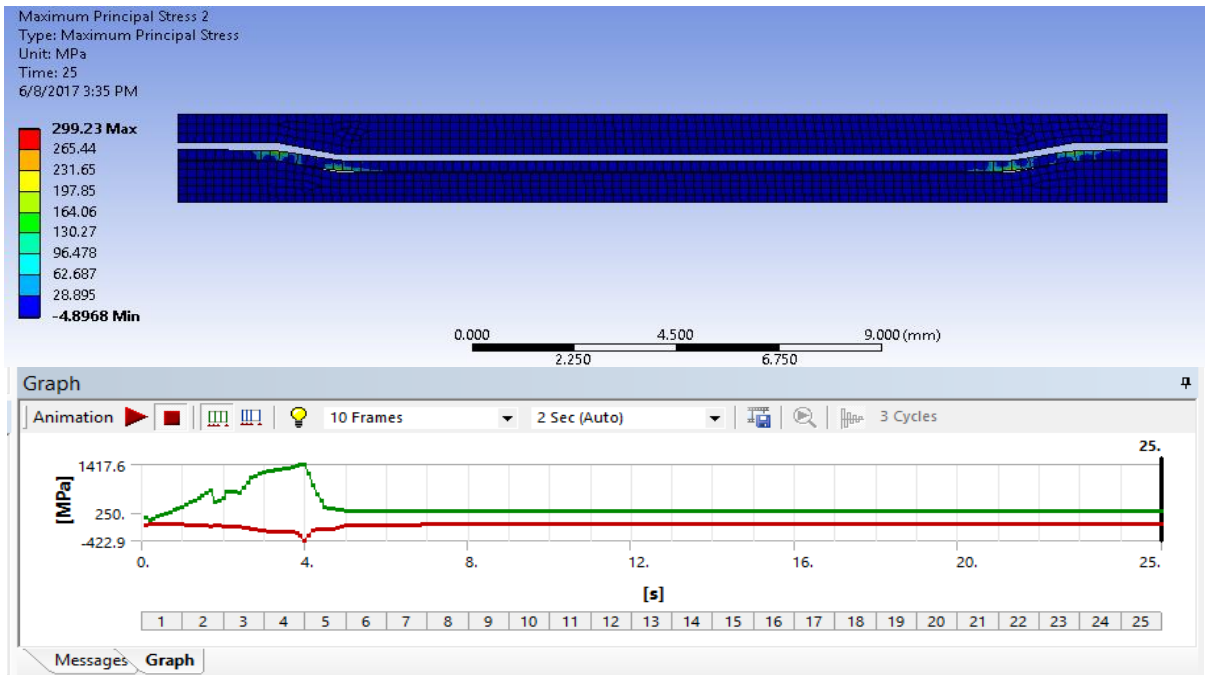 Maximum Principal Stress 2
Type: Maximum Principal Stress
Unit: MPa
Time: 25
6/8/2017 3:35 PM
299.23 Max
265.44
231.65
197.85
164.06
130.27
96.478
62.687
28.895
-4.8968 Min
0.000 4.500 9.000 (mm)
2.250 6.750
Graph
Animation 10 Frames 2 Sec (Auto) 3 Cycles
25.
1417.6
[MPa]
250.
-422.9
0. 4. 8. 12. 16. 20. 25.
[s]
1 2 3 4 5 6 7 8 9 10 11 12 13 14 15 16 17 18 19 20 21 22 23 24 25
Messages Graph